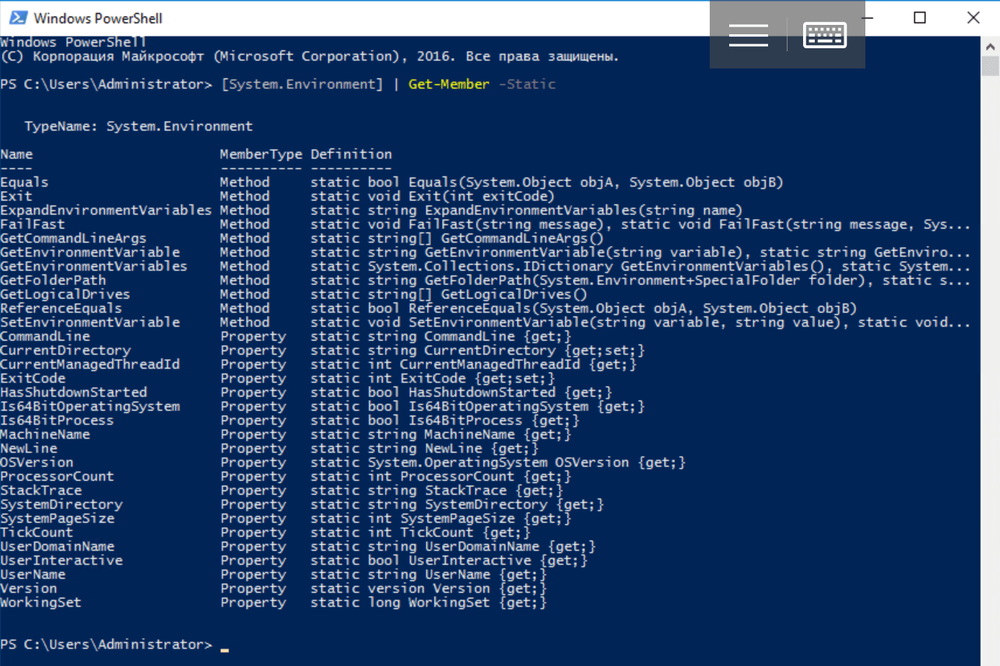 Windows PowerShell
Windows PowerShell
(C) Корпорация Майкрософт (Microsoft Corporation), 2016. Все права защищены.
PS C:\Users\Administrator> [System.Environment] | Get-Member -Static
TypeName: System.Environment
Name MemberType Definition
---- ---------- ----------
Equals Method static bool Equals(System.Object objA, System.Object objB)
Exit Method static void Exit(int exitCode)
ExpandEnvironmentVariables Method static string ExpandEnvironmentVariables(string name)
FailFast Method static void FailFast(string message), static void FailFast(string message, Sys...
GetCommandLineArgs Method static string[] GetCommandLineArgs()
GetEnvironmentVariable Method static string GetEnvironmentVariable(string variable), static string GetEnviro...
GetEnvironmentVariables Method static System.Collections.IDictionary GetEnvironmentVariables(), static System...
GetFolderPath Method static string GetFolderPath(System.Environment+SpecialFolder folder), static s...
GetLogicalDrives Method static string[] GetLogicalDrives()
ReferenceEquals Method static bool ReferenceEquals(System.Object objA, System.Object objB)
SetEnvironmentVariable Method static void SetEnvironmentVariable(string variable, string value), static void...
CommandLine Property static string CommandLine {get;}
CurrentDirectory Property static string CurrentDirectory {get;set;}
CurrentManagedThreadId Property static int CurrentManagedThreadId {get;}
ExitCode Property static int ExitCode {get;set;}
HasShutdownStarted Property static bool HasShutdownStarted {get;}
Is64BitOperatingSystem Property static bool Is64BitOperatingSystem {get;}
Is64BitProcess Property static bool Is64BitProcess {get;}
MachineName Property static string MachineName {get;}
NewLine Property static string NewLine {get;}
OSVersion Property static System.OperatingSystem OSVersion {get;}
ProcessorCount Property static int ProcessorCount {get;}
StackTrace Property static string StackTrace {get;}
SystemDirectory Property static string SystemDirectory {get;}
SystemPageSize Property static int SystemPageSize {get;}
TickCount Property static int TickCount {get;}
UserDomainName Property static string UserDomainName {get;}
UserInteractive Property static bool UserInteractive {get;}
UserName Property static string UserName {get;}
Version Property static version Version {get;}
WorkingSet Property static long WorkingSet {get;}
PS C:\Users\Administrator> _